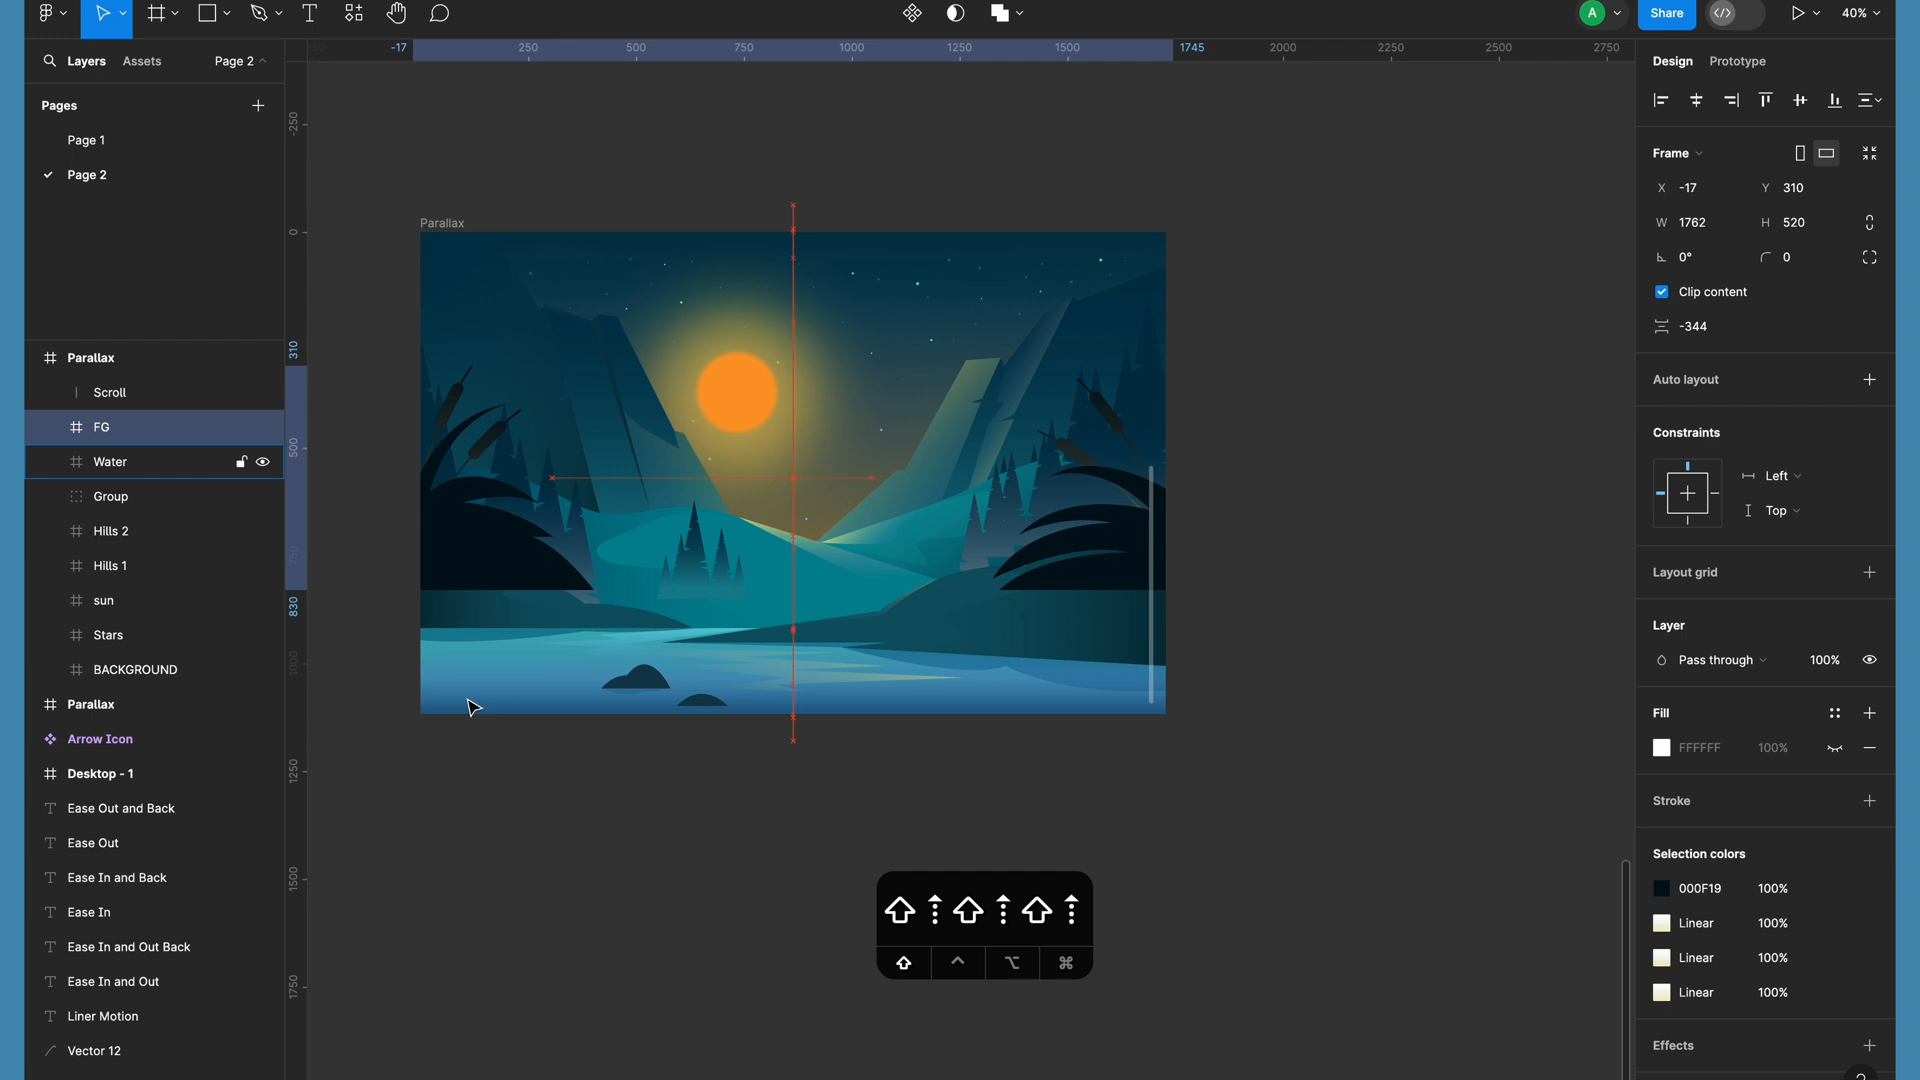 A
Share
40%
Layers
Assets
Page 2
-17
250
500
750
1000
1250
1500
1745
2000
2250
2500
2750
Design
Prototype
Pages
Page 1
Page 2
-250
0
310
500
750
830
1000
1250
1500
1750
Parallax
Frame
X -17
Y 310
W 1762
H 520
0°
0
Clip content
-344
Auto layout
Constraints
Left
Top
Layout grid
Layer
Pass through
100%
Fill
FFFFFF
100%
Stroke
Selection colors
000F19
100%
Linear
100%
Linear
100%
Linear
100%
Effects
Parallax
Scroll
FG
Water
Group
Hills 2
Hills 1
sun
Stars
BACKGROUND
Parallax
Arrow Icon
Desktop - 1
Ease Out and Back
Ease Out
Ease In and Back
Ease In
Ease In and Out Back
Ease In and Out
Liner Motion
Vector 12